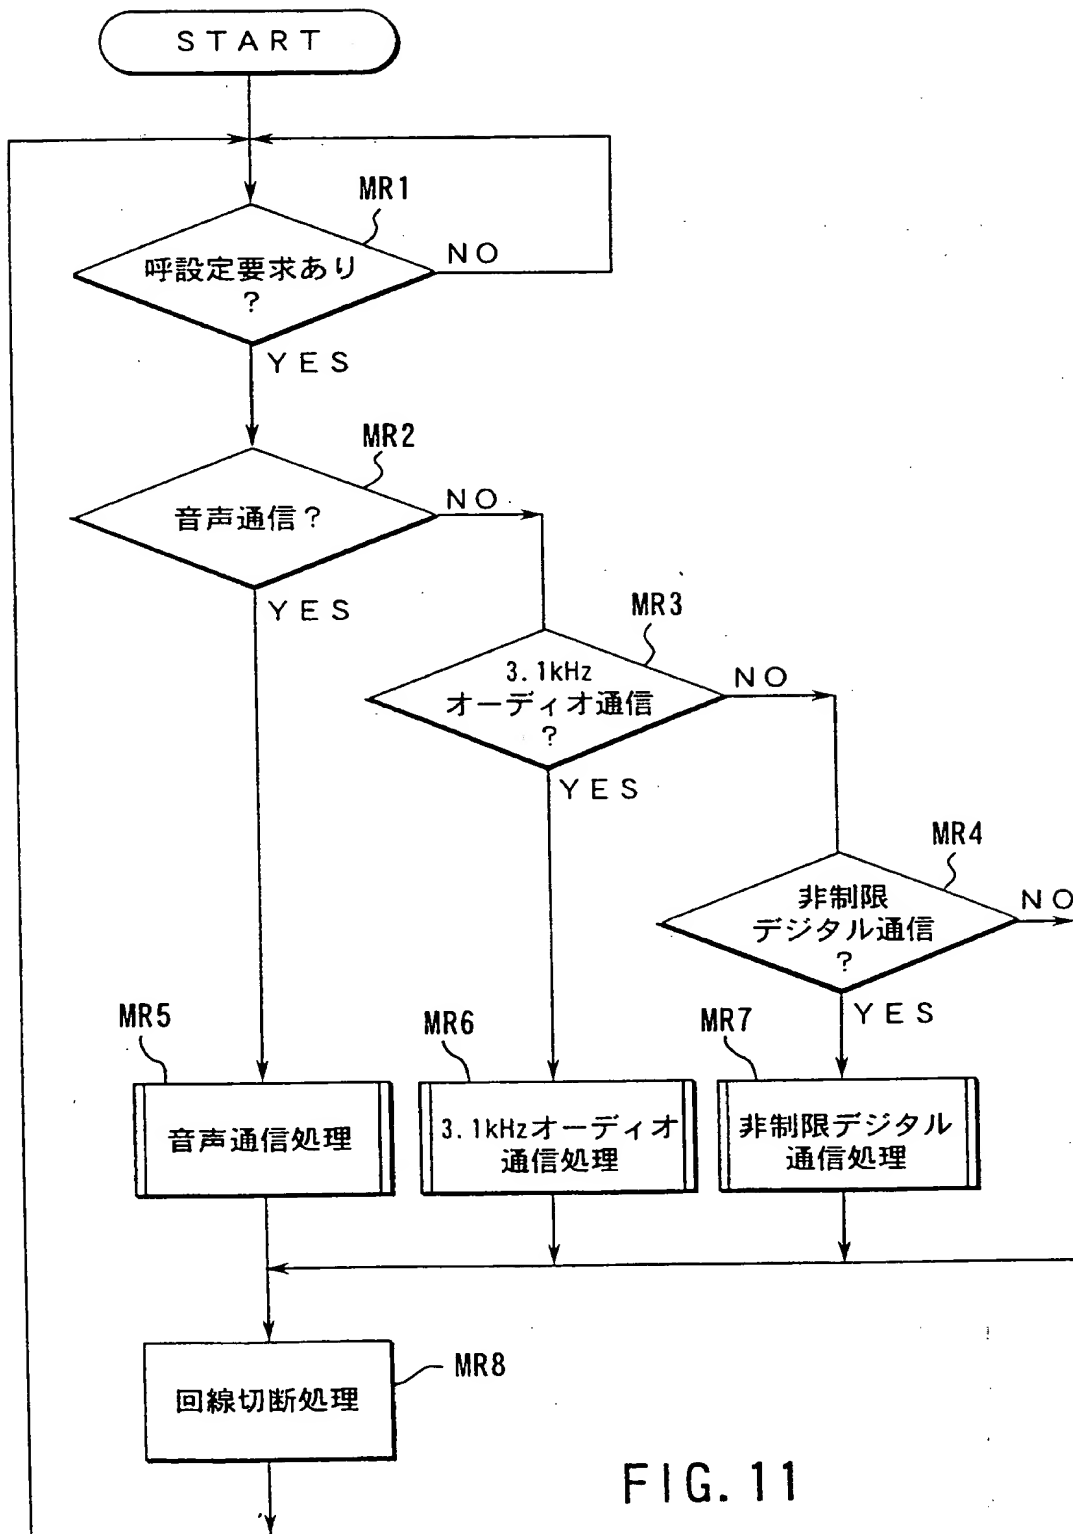 START
MR1
呼設定要求あり
?
NO
YES
MR2
音声通信?
NO
YES
MR3
3.1kHz
オーディオ通信
?
NO
YES
MR4
非制限
デジタル通信
?
NO
YES
MR5
音声通信処理
MR6
3.1kHzオーディオ
通信処理
MR7
非制限デジタル
通信処理
MR8
回線切断処理
FIG. 11